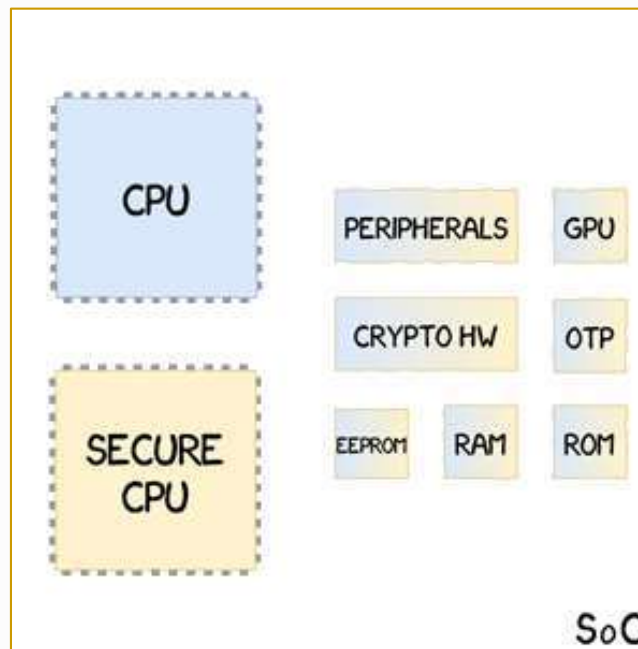 CPU
PERIPHERALS GPU
CRYPTO HW OTP
EEPROM RAM ROM
SECURE
CPU
SoC